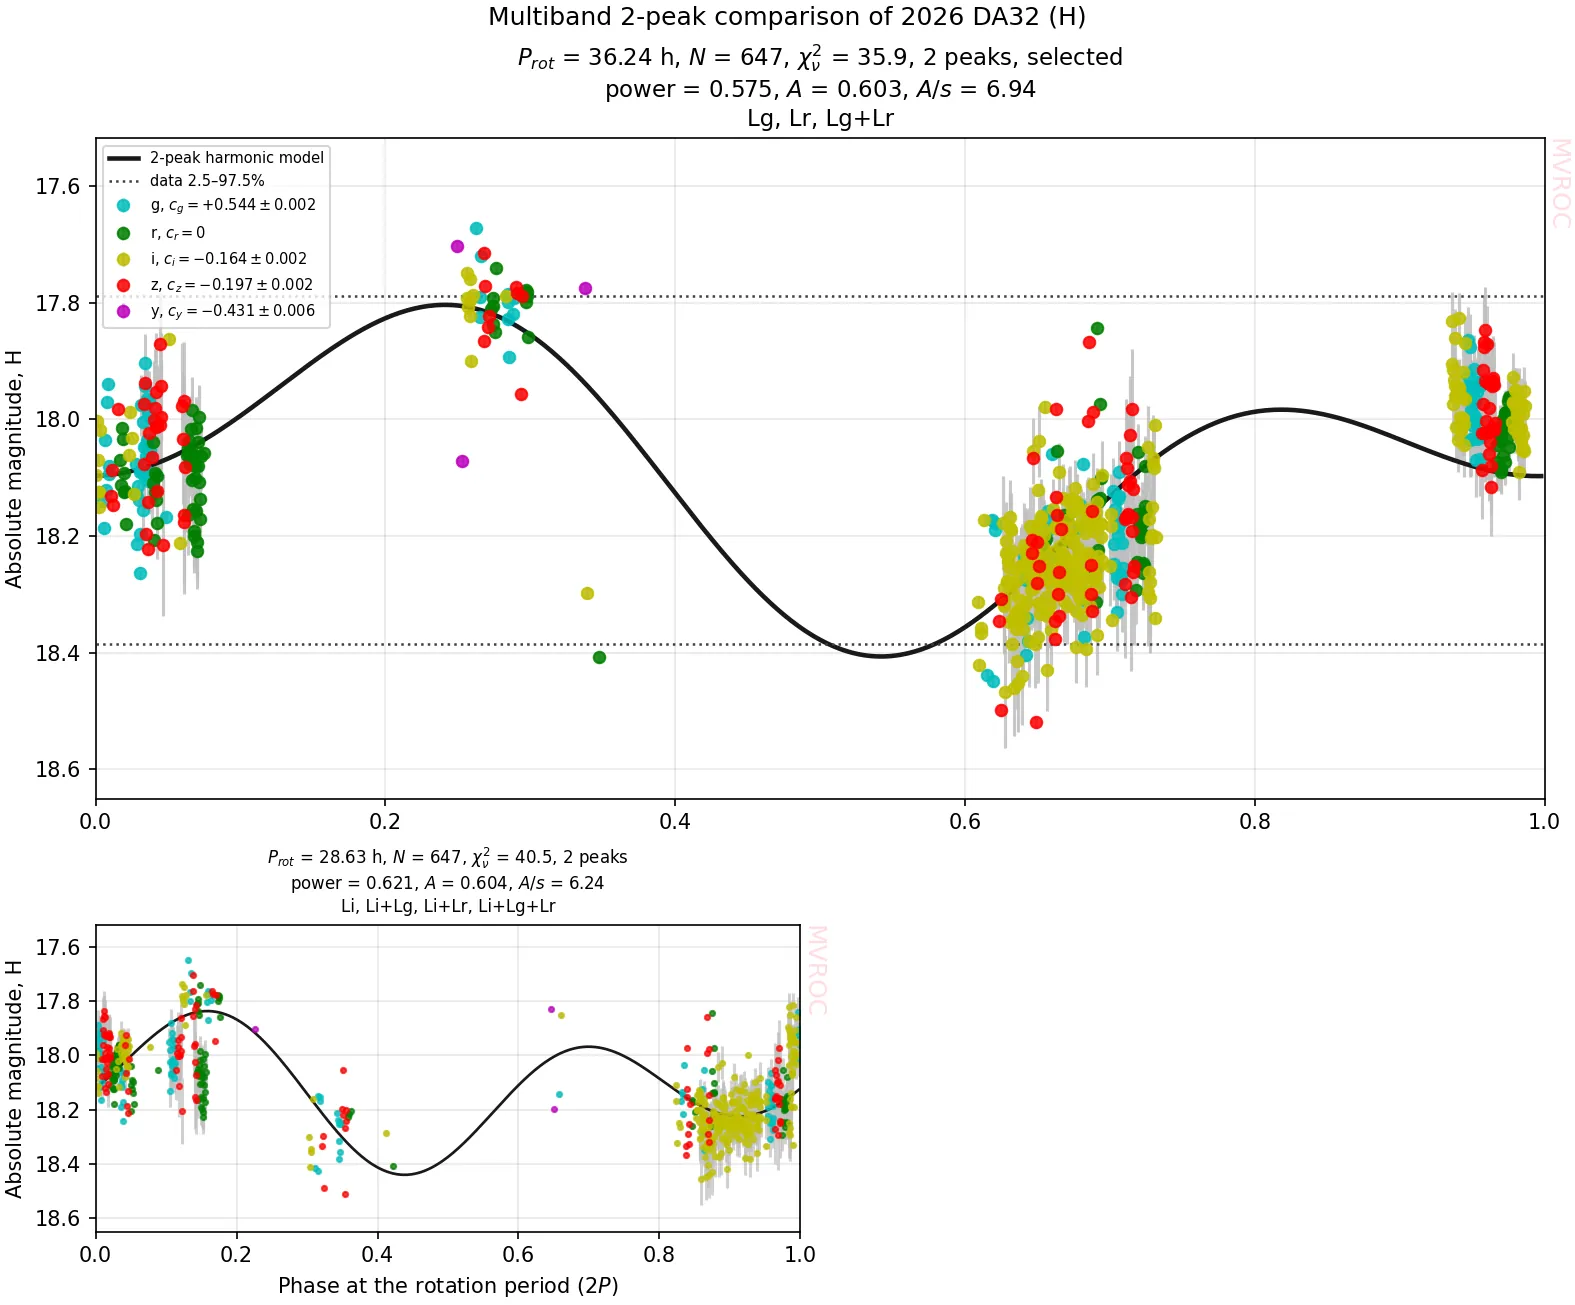 Multiband 2-peak comparison of 2026 DA32 (H)
P_rot = 36.24 h, N = 647, χ²_ν = 35.9, 2 peaks, selected
power = 0.575, A = 0.603, A/s = 6.94
Lg, Lr, Lg+Lr
MVROC
2-peak harmonic model
data 2.5–97.5%
g, c_g = +0.544 ± 0.002
r, c_r = 0
i, c_i = −0.164 ± 0.002
z, c_z = −0.197 ± 0.002
y, c_y = −0.431 ± 0.006
Absolute magnitude, H
17.6
17.8
18.0
18.2
18.4
18.6
0.0 0.2 0.4 0.6 0.8 1.0
P_rot = 28.63 h, N = 647, χ²_ν = 40.5, 2 peaks
power = 0.621, A = 0.604, A/s = 6.24
Li, Li+Lg, Li+Lr, Li+Lg+Lr
MVROC
Absolute magnitude, H
17.6
17.8
18.0
18.2
18.4
18.6
0.0 0.2 0.4 0.6 0.8 1.0
Phase at the rotation period (2P)